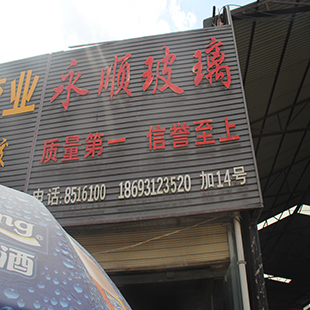 业 永顺玻璃
质量第一 信誉至上
电话:8516100 18693123520 加14号
ng
酒